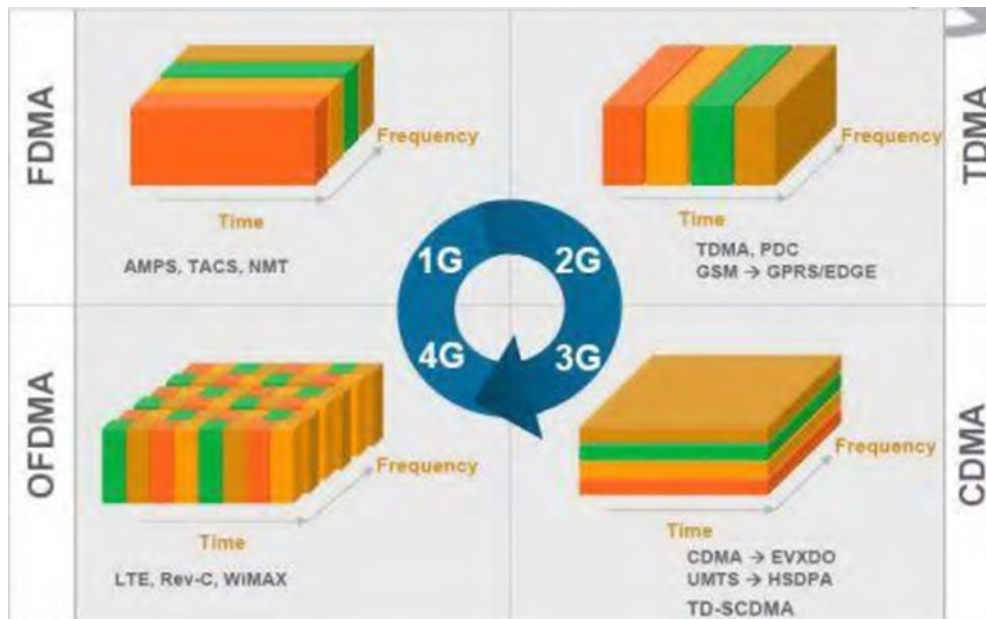 FDMA
Frequency
Time
AMPS, TACS, NMT
1G
2G
Frequency
Time
TDMA, PDC
GSM → GPRS/EDGE
TDMA
OFDMA
4G
3G
Frequency
Time
LTE, Rev-C, WiMAX
Frequency
Time
CDMA → EVXDO
UMTS → HSDPA
TD-SCDMA
CDMA